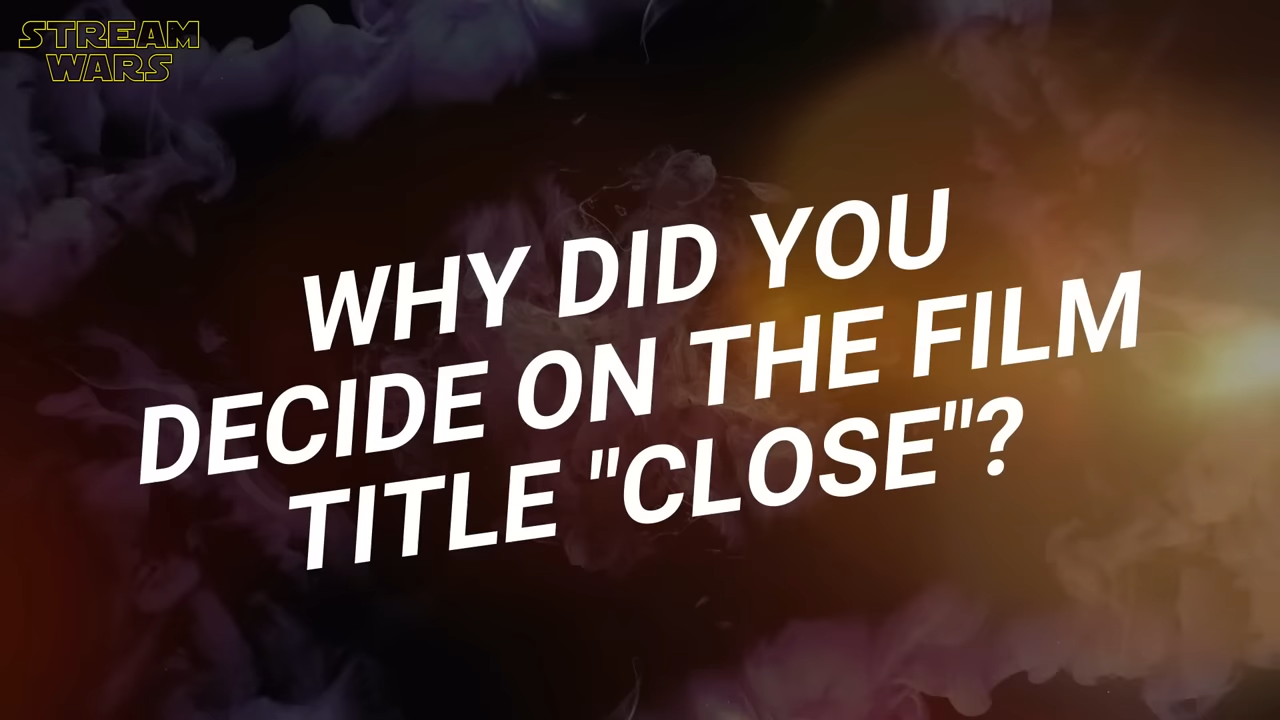 STREAM
WARS
WHY DID YOU
DECIDE ON THE FILM
TITLE "CLOSE"?